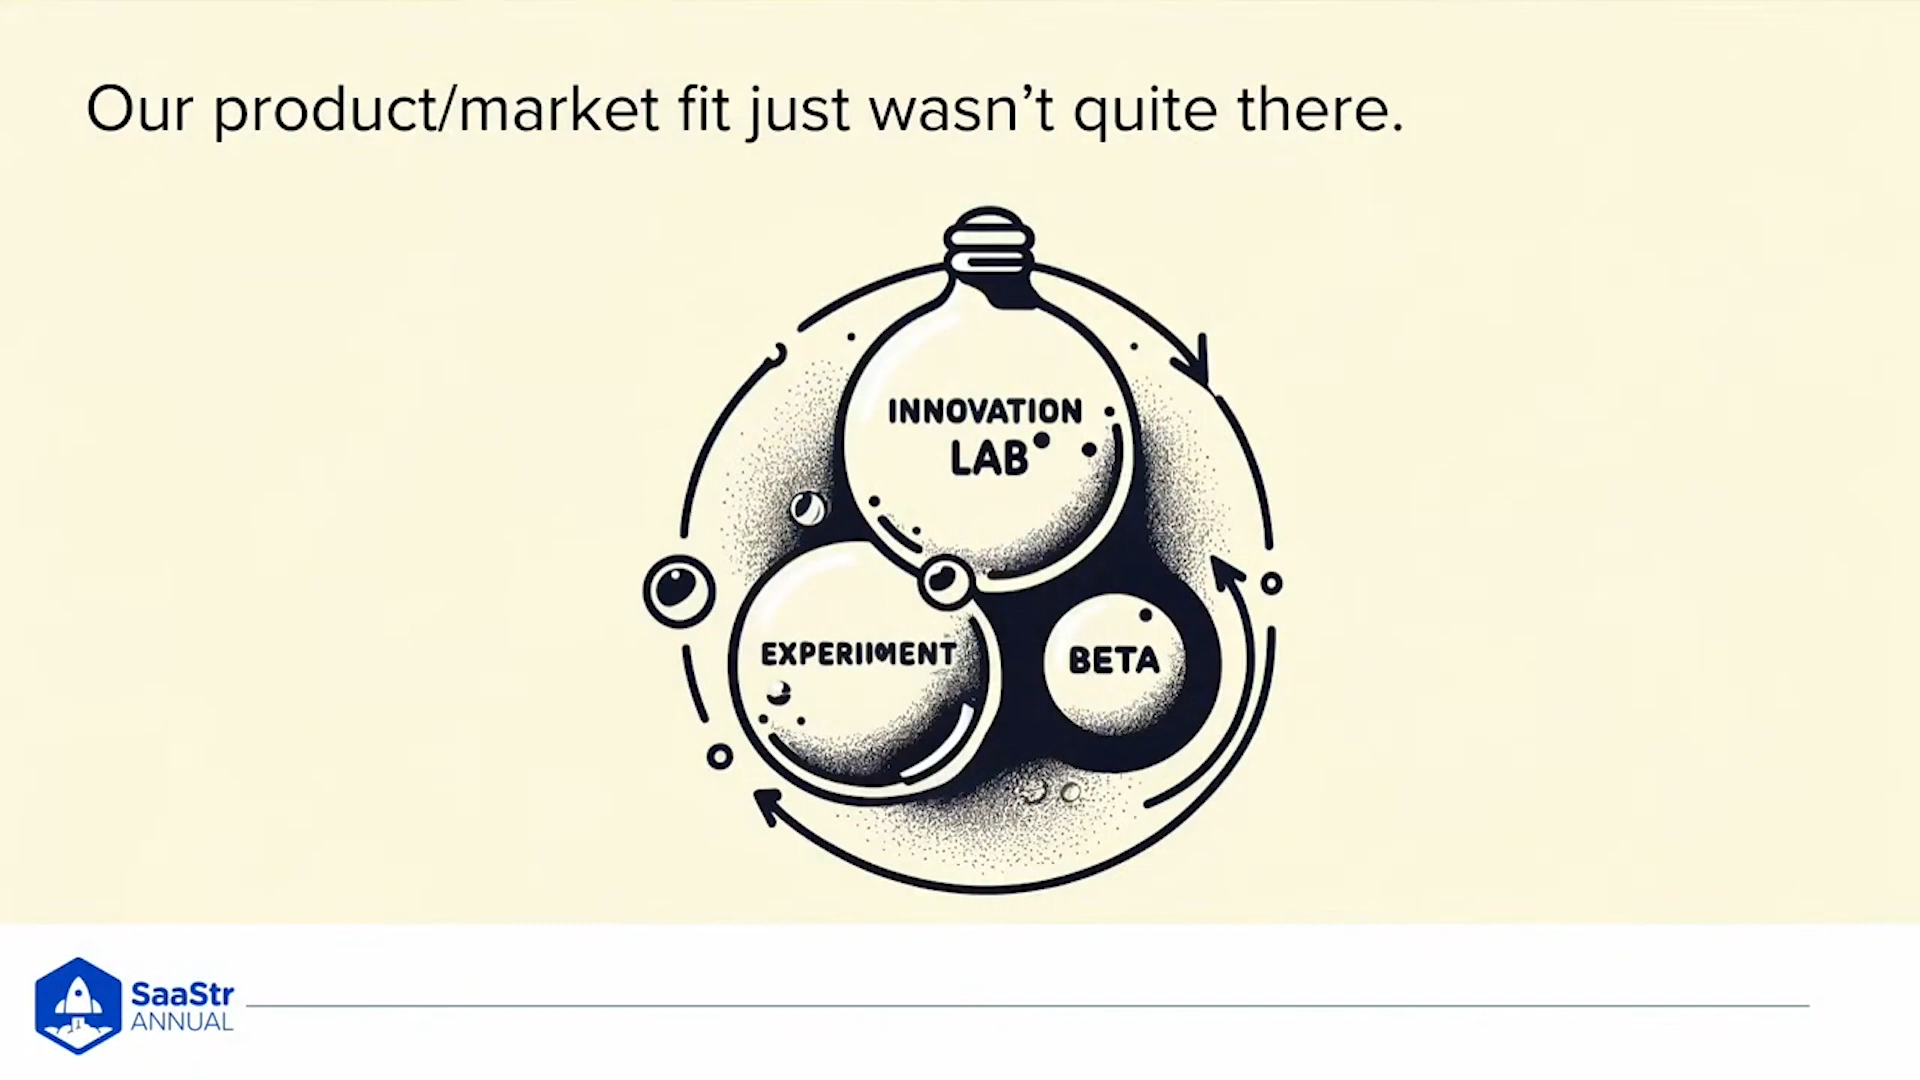 Our product/market fit just wasn’t quite there.
INNOVATION
LAB
EXPERIIMENT
BETA
SaaStr
ANNUAL